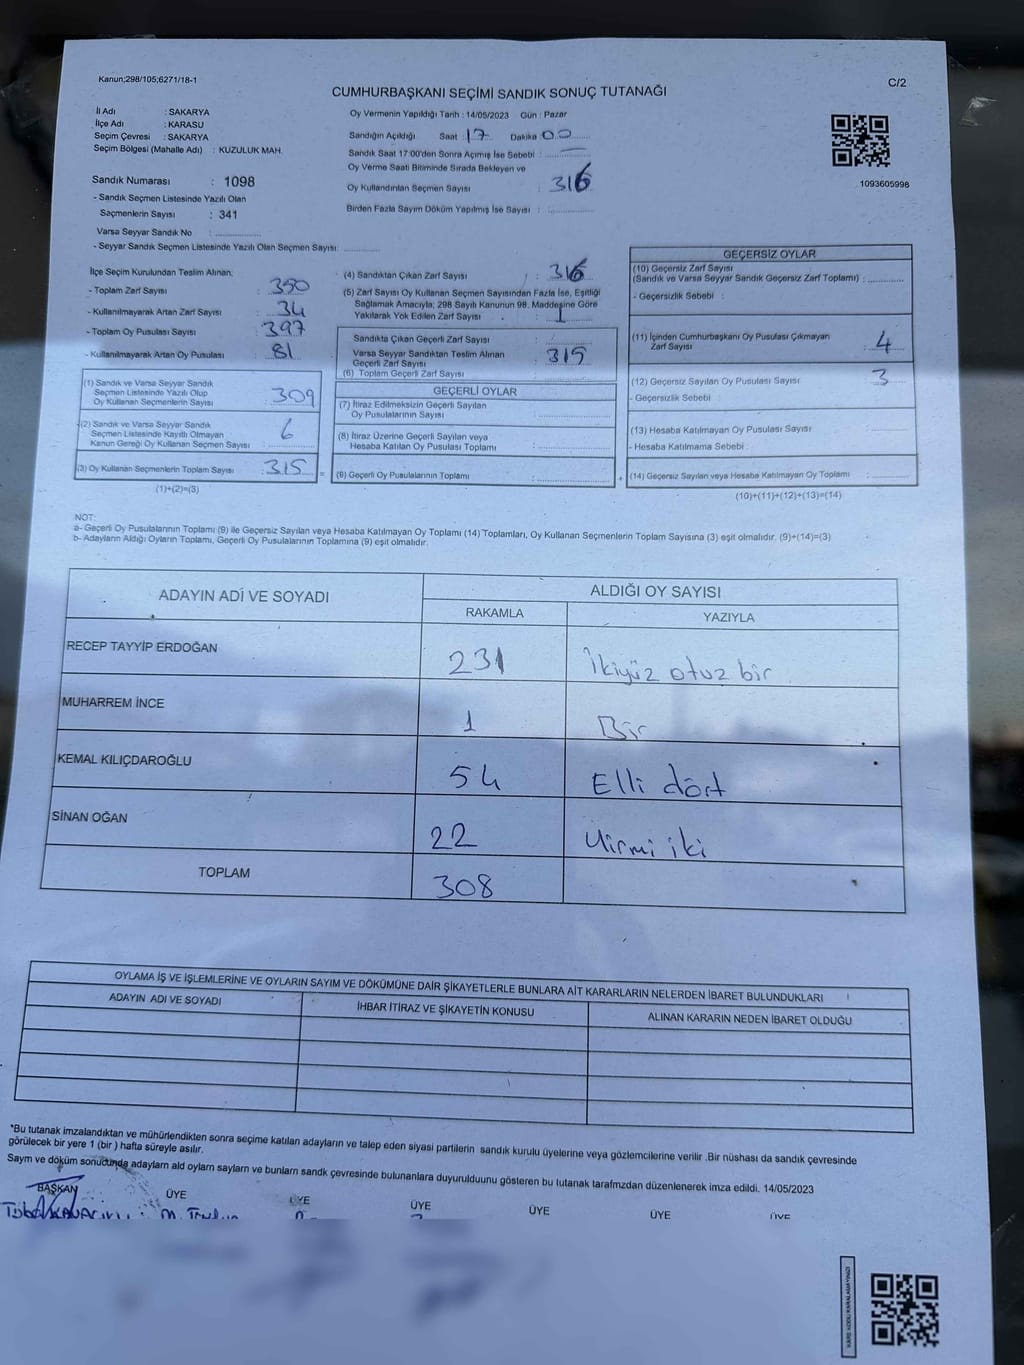 Kanun;298/105;6271/18-1
C/2
CUMHURBAŞKANI SEÇİMİ SANDIK SONUÇ TUTANAĞI
İl Adı : SAKARYA
İlçe Adı : KARASU
Seçim Çevresi : SAKARYA
Seçim Bölgesi (Mahalle Adı) : KUZULUK MAH.
Sandık Numarası : 1098
- Sandık Seçmen Listesinde Yazılı Olan
Seçmenlerin Sayısı : 341
Varsa Seyyar Sandık No : ...............
- Seyyar Sandık Seçmen Listesinde Yazılı Olan Seçmen Sayısı : ............
Oy Vermenin Yapıldığı Tarih : 14/05/2023 Gün : Pazar
Sandığın Açıldığı Saat : 17 Dakika 00
Sandık Saat 17:00'den Sonra Açımış İse Sebebi :
Oy Verme Saati Bitiminde Sırada Bekleyen ve
Oy Kullandırılan Seçmen Sayısı : 316
Birden Fazla Sayım Döküm Yapılmış İse Sayısı :
1093605998
İlçe Seçim Kurulundan Teslim Alınan;
- Toplam Zarf Sayısı : 350
- Kullanılmayarak Artan Zarf Sayısı : 34
- Toplam Oy Pusulası Sayısı : 397
- Kullanılmayarak Artan Oy Pusulası : 81
(1) Sandık ve Varsa Seyyar Sandık
Seçmen Listesinde Yazılı Olup
Oy Kullanan Seçmenlerin Sayısı : 309
(2) Sandık ve Varsa Seyyar Sandık
Seçmen Listesinde Kayıtlı Olmayan
Kanun Gereği Oy Kullanan Seçmen Sayısı : 6
(3) Oy Kullanan Seçmenlerin Toplam Sayısı : 315 =
(1)+(2)=(3)
(4) Sandıktan Çıkan Zarf Sayısı : 316
(5) Zarf Sayısı Oy Kullanan Seçmen Sayısından Fazla İse, Eşitliği
Sağlamak Amacıyla; 298 Sayılı Kanunun 98. Maddesine Göre
Yakılarak Yok Edilen Zarf Sayısı : 1
Sandıkta Çıkan Geçerli Zarf Sayısı :
Varsa Seyyar Sandıktan Teslim Alınan
Geçerli Zarf Sayısı : 315
(6) Toplam Geçerli Zarf Sayısı :
GEÇERLİ OYLAR
(7) İtiraz Edilmeksizin Geçerli Sayılan
Oy Pusulalarının Sayısı :
(8) İtiraz Üzerine Geçerli Sayılan veya
Hesaba Katılan Oy Pusulası Toplamı :
(9) Geçerli Oy Pusulalarının Toplamı : +
GEÇERSİZ OYLAR
(10) Geçersiz Zarf Sayısı
(Sandık ve Varsa Seyyar Sandık Geçersiz Zarf Toplamı) :
- Geçersizlik Sebebi :
(11) İçinden Cumhurbaşkanı Oy Pusulası Çıkmayan
Zarf Sayısı : 4
(12) Geçersiz Sayılan Oy Pusulası Sayısı : 3
- Geçersizlik Sebebi :
(13) Hesaba Katılmayan Oy Pusulası Sayısı :
- Hesaba Katılmama Sebebi :
(14) Geçersiz Sayılan veya Hesaba Katılmayan Oy Toplamı :
(10)+(11)+(12)+(13)=(14)
NOT:
a- Geçerli Oy Pusulalarının Toplamı (9) ile Geçersiz Sayılan veya Hesaba Katılmayan Oy Toplamı (14) Toplamları, Oy Kullanan Seçmenlerin Toplam Sayısına (3) eşit olmalıdır. (9)+(14)=(3)
b- Adayların Aldığı Oyların Toplamı, Geçerli Oy Pusulalarının Toplamına (9) eşit olmalıdır.
ADAYIN ADI VE SOYADI
ALDIĞI OY SAYISI
RAKAMLA YAZIYLA
RECEP TAYYİP ERDOĞAN 231 İkiyüz otuz bir
MUHARREM İNCE 1 Bir
KEMAL KILIÇDAROĞLU 54 Elli dört
SİNAN OĞAN 22 Yirmi iki
TOPLAM 308
OYLAMA İŞ VE İŞLEMLERİNE VE OYLARIN SAYIM VE DÖKÜMÜNE DAİR ŞİKAYETLERLE BUNLARA AİT KARARLARIN NELERDEN İBARET BULUNDUKLARI
ADAYIN ADI VE SOYADI İHBAR İTİRAZ VE ŞİKAYETİN KONUSU ALINAN KARARIN NEDEN İBARET OLDUĞU
*Bu tutanak imzalandıktan ve mühürlendikten sonra seçime katılan adayların ve talep eden siyasi partilerin sandık kurulu üyelerine veya gözlemcilerine verilir .Bir nüshası da sandık çevresinde
görülecek bir yere 1 (bir ) hafta süreyle asılır.
Sayım ve döküm sonucunda adayların ald oyların sayların ve bunların sandık çevresinde bulunanlara duyurulduunu gösteren bu tutanak tarafımzdan düzenlenerek imza edildi. 14/05/2023
BAŞKAN ÜYE ÜYE ÜYE ÜYE ÜYE ÜYE